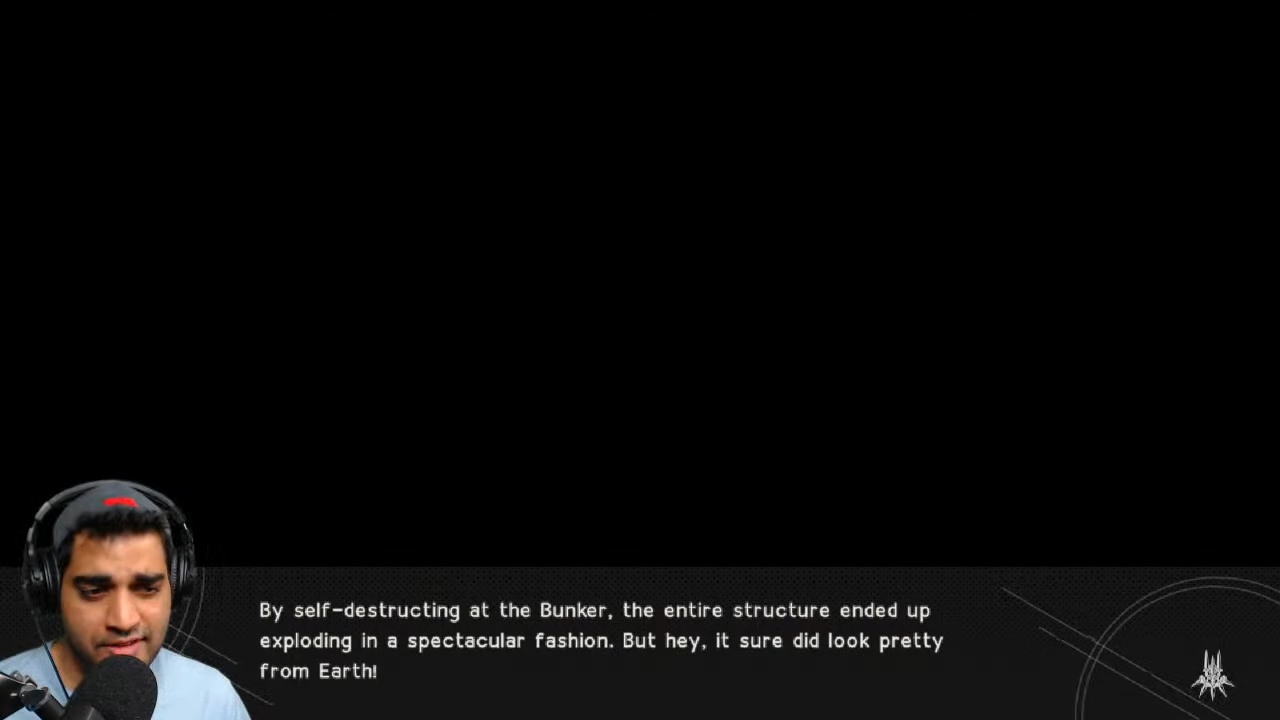 By self-destructing at the Bunker, the entire structure ended up
exploding in a spectacular fashion. But hey, it sure did look pretty
from Earth!